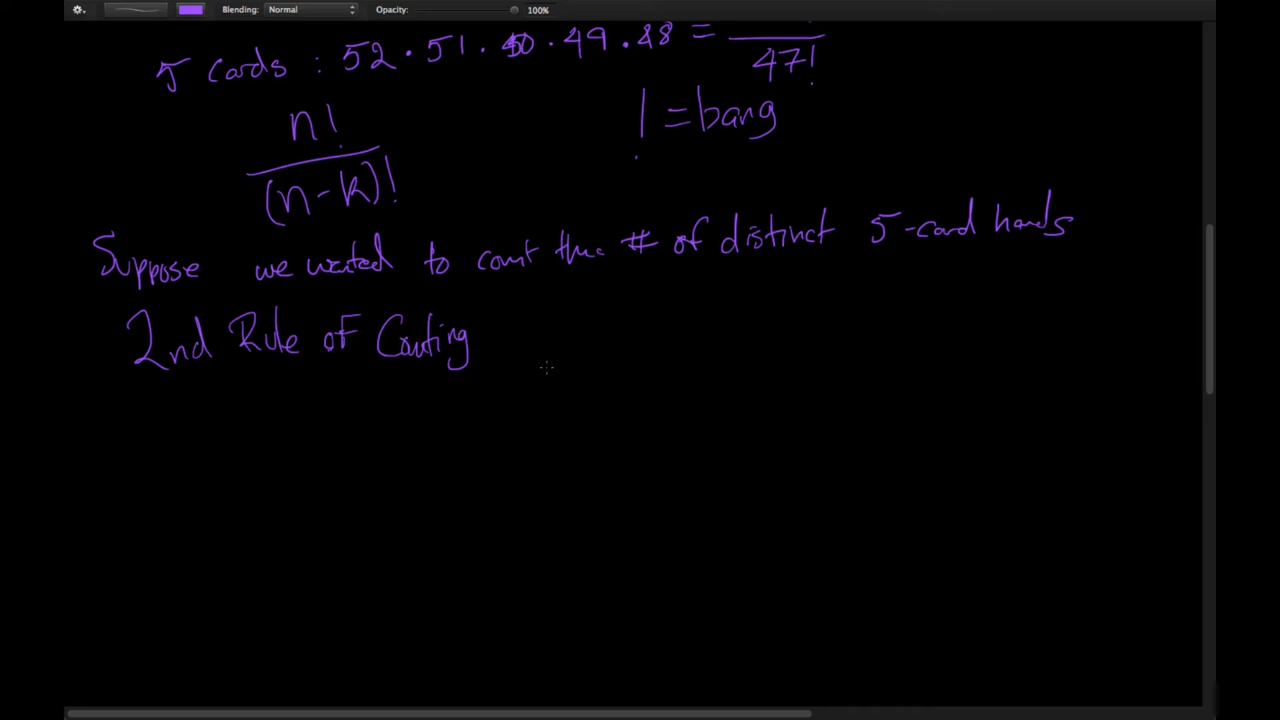 Blending: Normal Opacity: 100%
5 cards : 52 · 51 · 50 · 49 · 48 = 
47!
n!
(n-k)!
! = bang
Suppose we wanted to count the # of distinct 5-card hands
2nd Rule of Counting